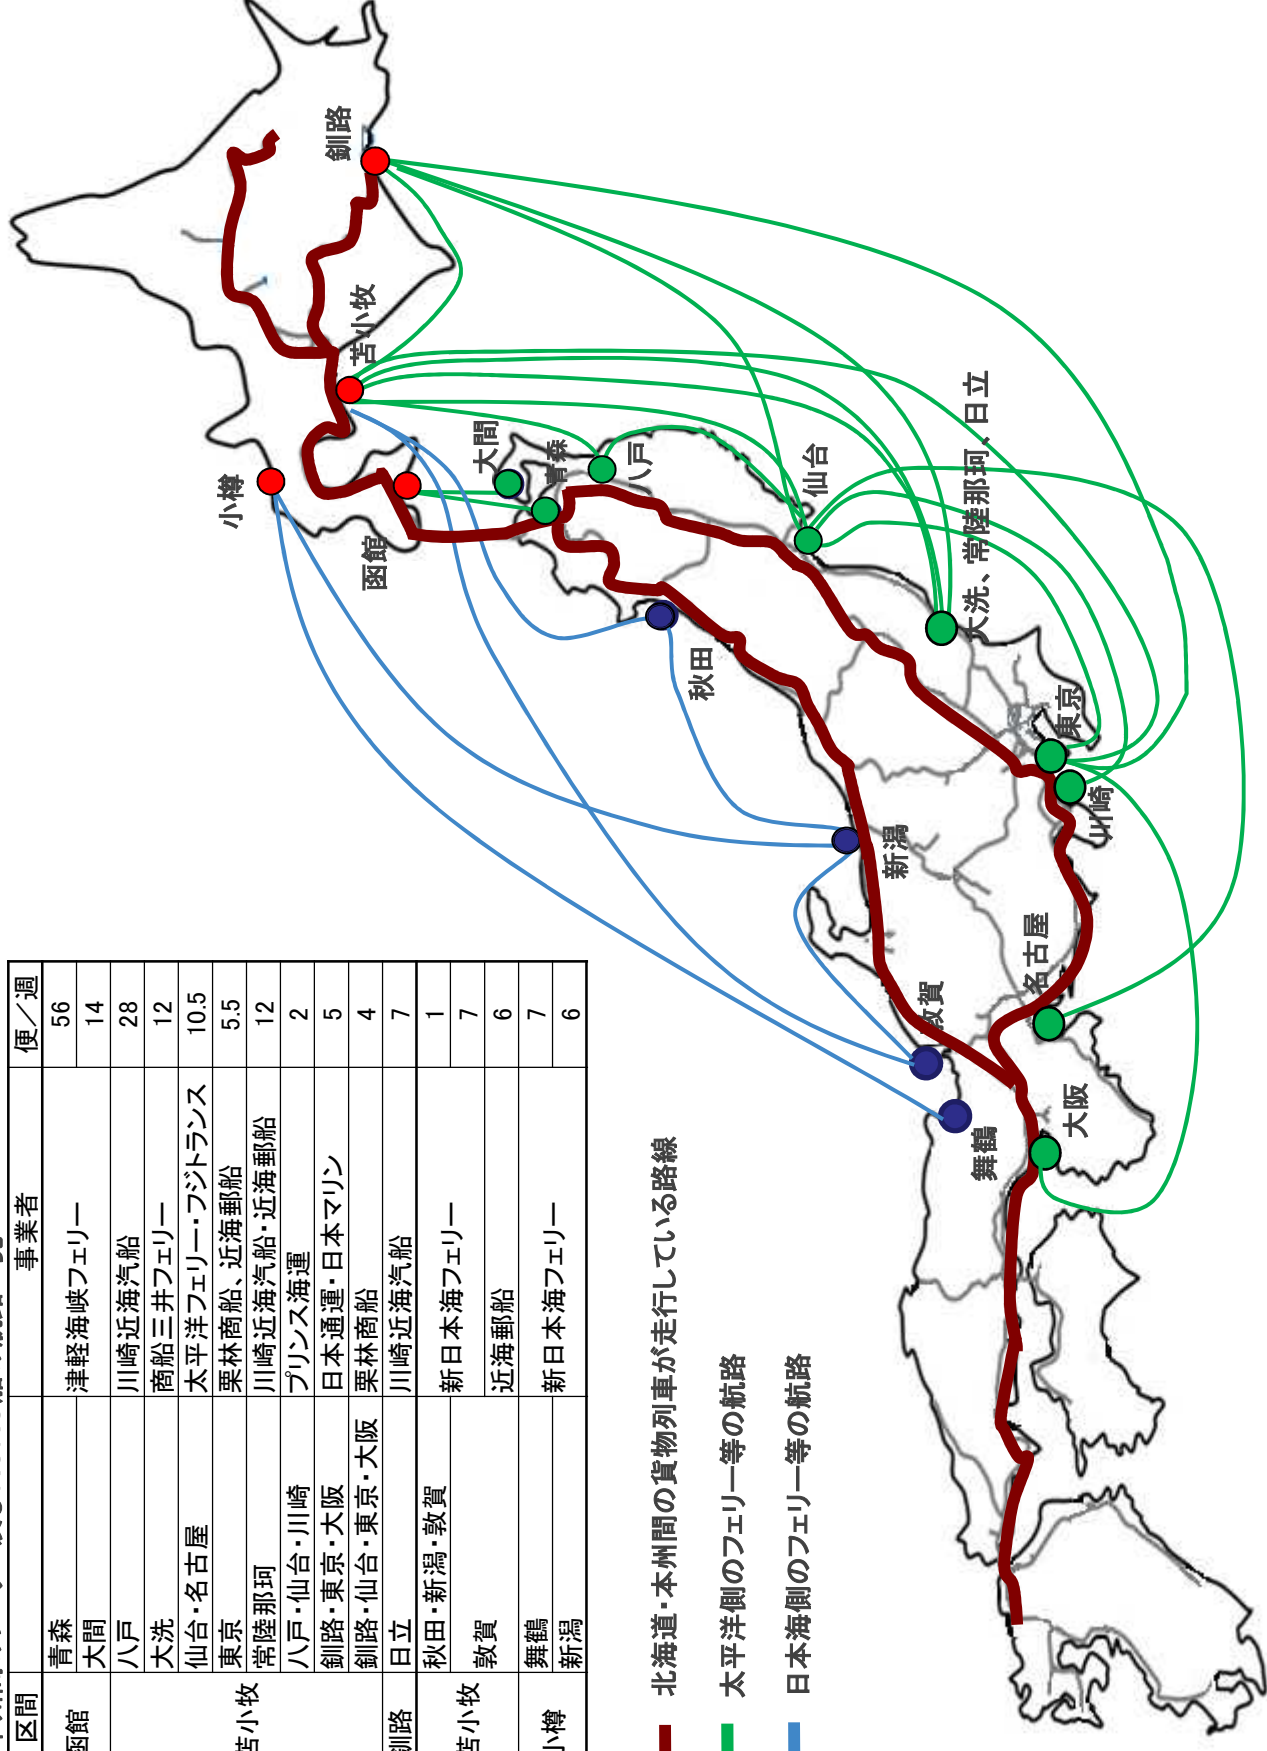 区間 事業者 便／週
函館 青森 津軽海峡フェリー 56
大間 14
苫小牧 八戸 川崎近海汽船 28
大洗 商船三井フェリー 12
仙台・名古屋 太平洋フェリー・フジトランス 10.5
東京 栗林商船、近海郵船 5.5
常陸那珂 川崎近海汽船・近海郵船 12
八戸・仙台・川崎 プリンス海運 2
釧路・東京・大阪 日本通運・日本マリン 5
釧路・仙台・東京・大阪 栗林商船 4
釧路 日立 川崎近海汽船 7
苫小牧 秋田・新潟・敦賀 新日本海フェリー 1
敦賀 7
近海郵船 6
小樽 舞鶴 新日本海フェリー 7
新潟 6
北海道・本州間の貨物列車が走行している路線
太平洋側のフェリー等の航路
日本海側のフェリー等の航路
釧路
苫小牧
小樽
函館
大間
青森
八戸
秋田
仙台
大洗、常陸那珂、日立
新潟
東京
川崎
名古屋
敦賀
舞鶴
大阪